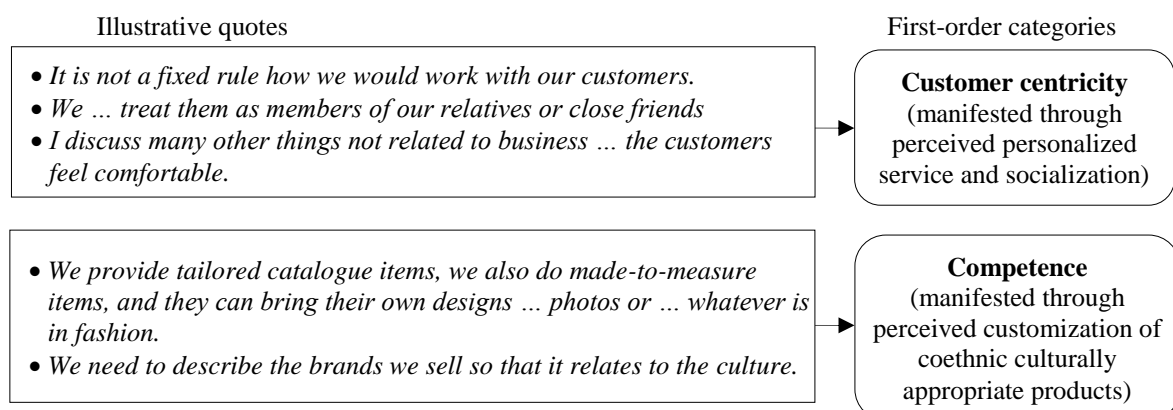 Illustrative quotes
First-order categories
• It is not a fixed rule how we would work with our customers.
• We … treat them as members of our relatives or close friends
• I discuss many other things not related to business … the customers
feel comfortable.
Customer centricity
(manifested through
perceived personalized
service and socialization)
• We provide tailored catalogue items, we also do made-to-measure
items, and they can bring their own designs … photos or … whatever is
in fashion.
• We need to describe the brands we sell so that it relates to the culture.
Competence
(manifested through
perceived customization of
coethnic culturally
appropriate products)